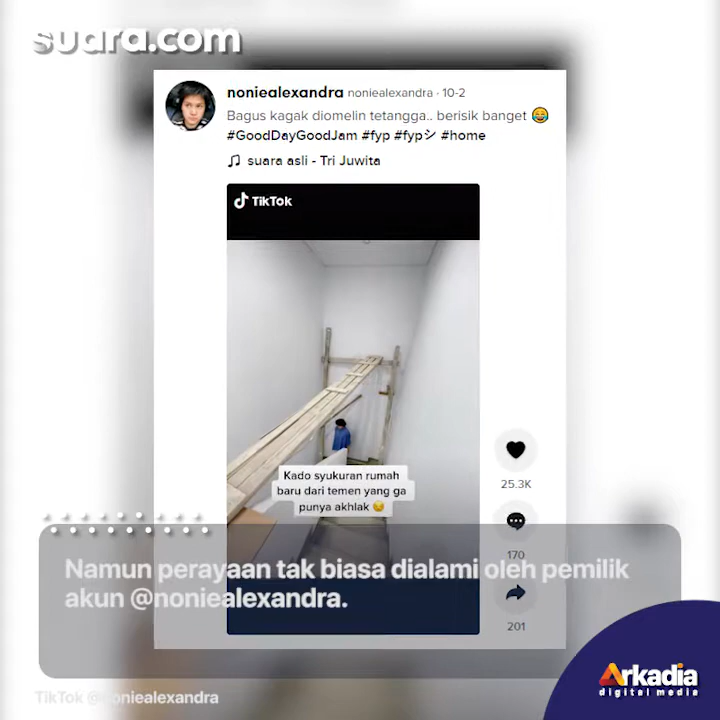 suara.com
noniealexandra noniealexandra · 10-2
Bagus kagak diomelin tetangga.. berisik banget 😂
#GoodDayGoodJam #fyp #fypシ #home
♫ suara asli - Tri Juwita
TikTok
Kado syukuran rumah
baru dari temen yang ga
punya akhlak 😏
25.3K
170
201
Namun perayaan tak biasa dialami oleh pemilik
akun @noniealexandra.
TikTok @noniealexandra
Arkadia
digital media